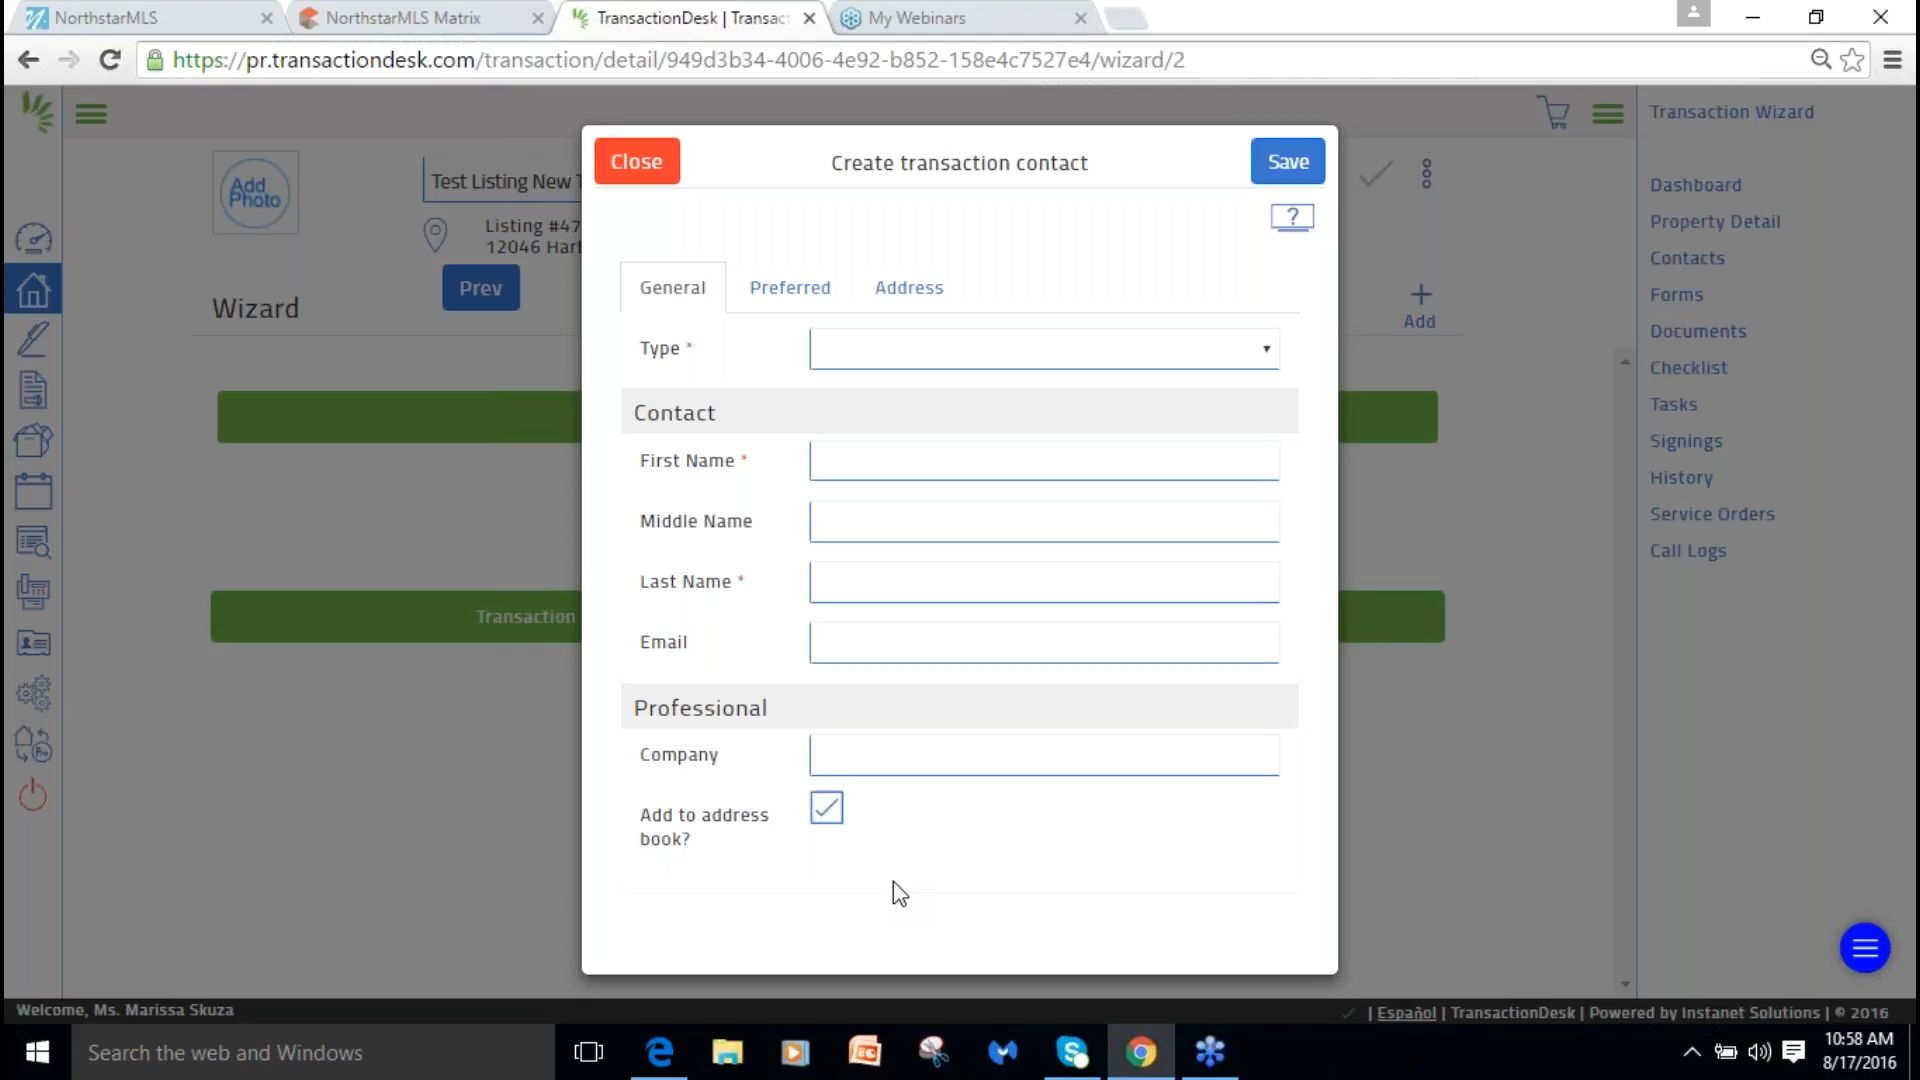 NorthstarMLS
NorthstarMLS Matrix
TransactionDesk | Transact
My Webinars
https://pr.transactiondesk.com/transaction/detail/949d3b34-4006-4e92-b852-158e4c7527e4/wizard/2
Transaction Wizard
Close
Create transaction contact
Save
Add
Photo
Test Listing New T
Listing #47
12046 Harl
?
Dashboard
Property Detail
Contacts
Forms
Documents
Checklist
Tasks
Signings
History
Service Orders
Call Logs
Prev
Wizard
Add
General
Preferred
Address
Type *
Contact
First Name *
Middle Name
Last Name *
Email
Transaction
Professional
Company
Add to address
book?
Welcome, Ms. Marissa Skuza
| Español | TransactionDesk | Powered by Instanet Solutions | © 2016
Search the web and Windows
10:58 AM
8/17/2016